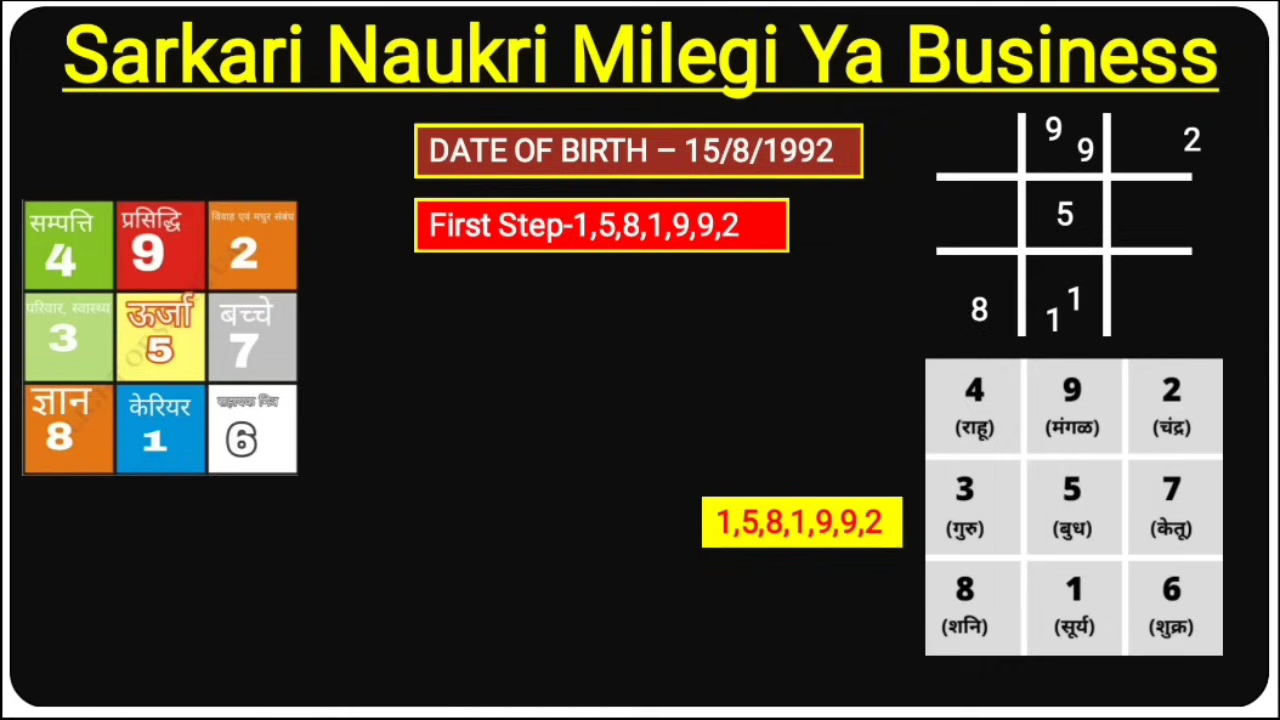 Sarkari Naukri Milegi Ya Business
DATE OF BIRTH – 15/8/1992
First Step-1,5,8,1,9,9,2
9 9 2
5
8 1 1
सम्पत्ति प्रसिद्धि विवाह एवं मधुर संबंध
4 9 2
परिवार, स्वास्थ्य ऊर्जा बच्चे
3 5 7
ज्ञान केरियर सहायक मित्र
8 1 6
1,5,8,1,9,9,2
4 9 2
(राहू) (मंगळ) (चंद्र)
3 5 7
(गुरु) (बुध) (केतू)
8 1 6
(शनि) (सूर्य) (शुक्र)